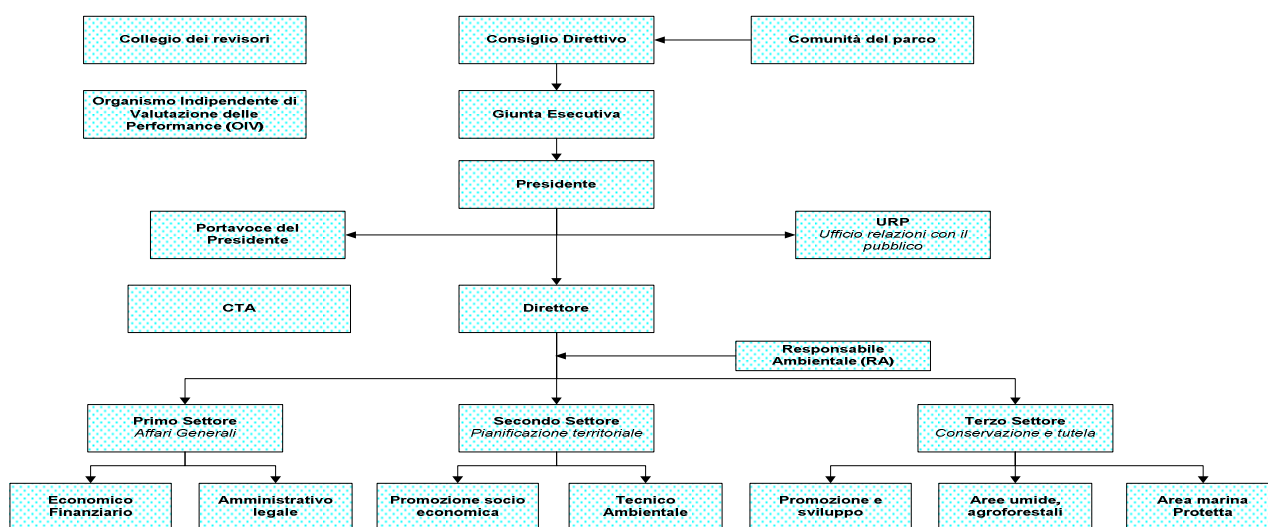 Collegio dei revisori
Consiglio Direttivo
Comunità del parco
Organismo Indipendente di
Valutazione delle
Performance (OIV)
Giunta Esecutiva
Presidente
Portavoce del
Presidente
URP
Ufficio relazioni con il
pubblico
CTA
Direttore
Responsabile
Ambientale (RA)
Primo Settore
Affari Generali
Secondo Settore
Pianificazione territoriale
Terzo Settore
Conservazione e tutela
Economico
Finanziario
Amministrativo
legale
Promozione socio
economica
Tecnico
Ambientale
Promozione e
sviluppo
Aree umide,
agroforestali
Area marina
Protetta